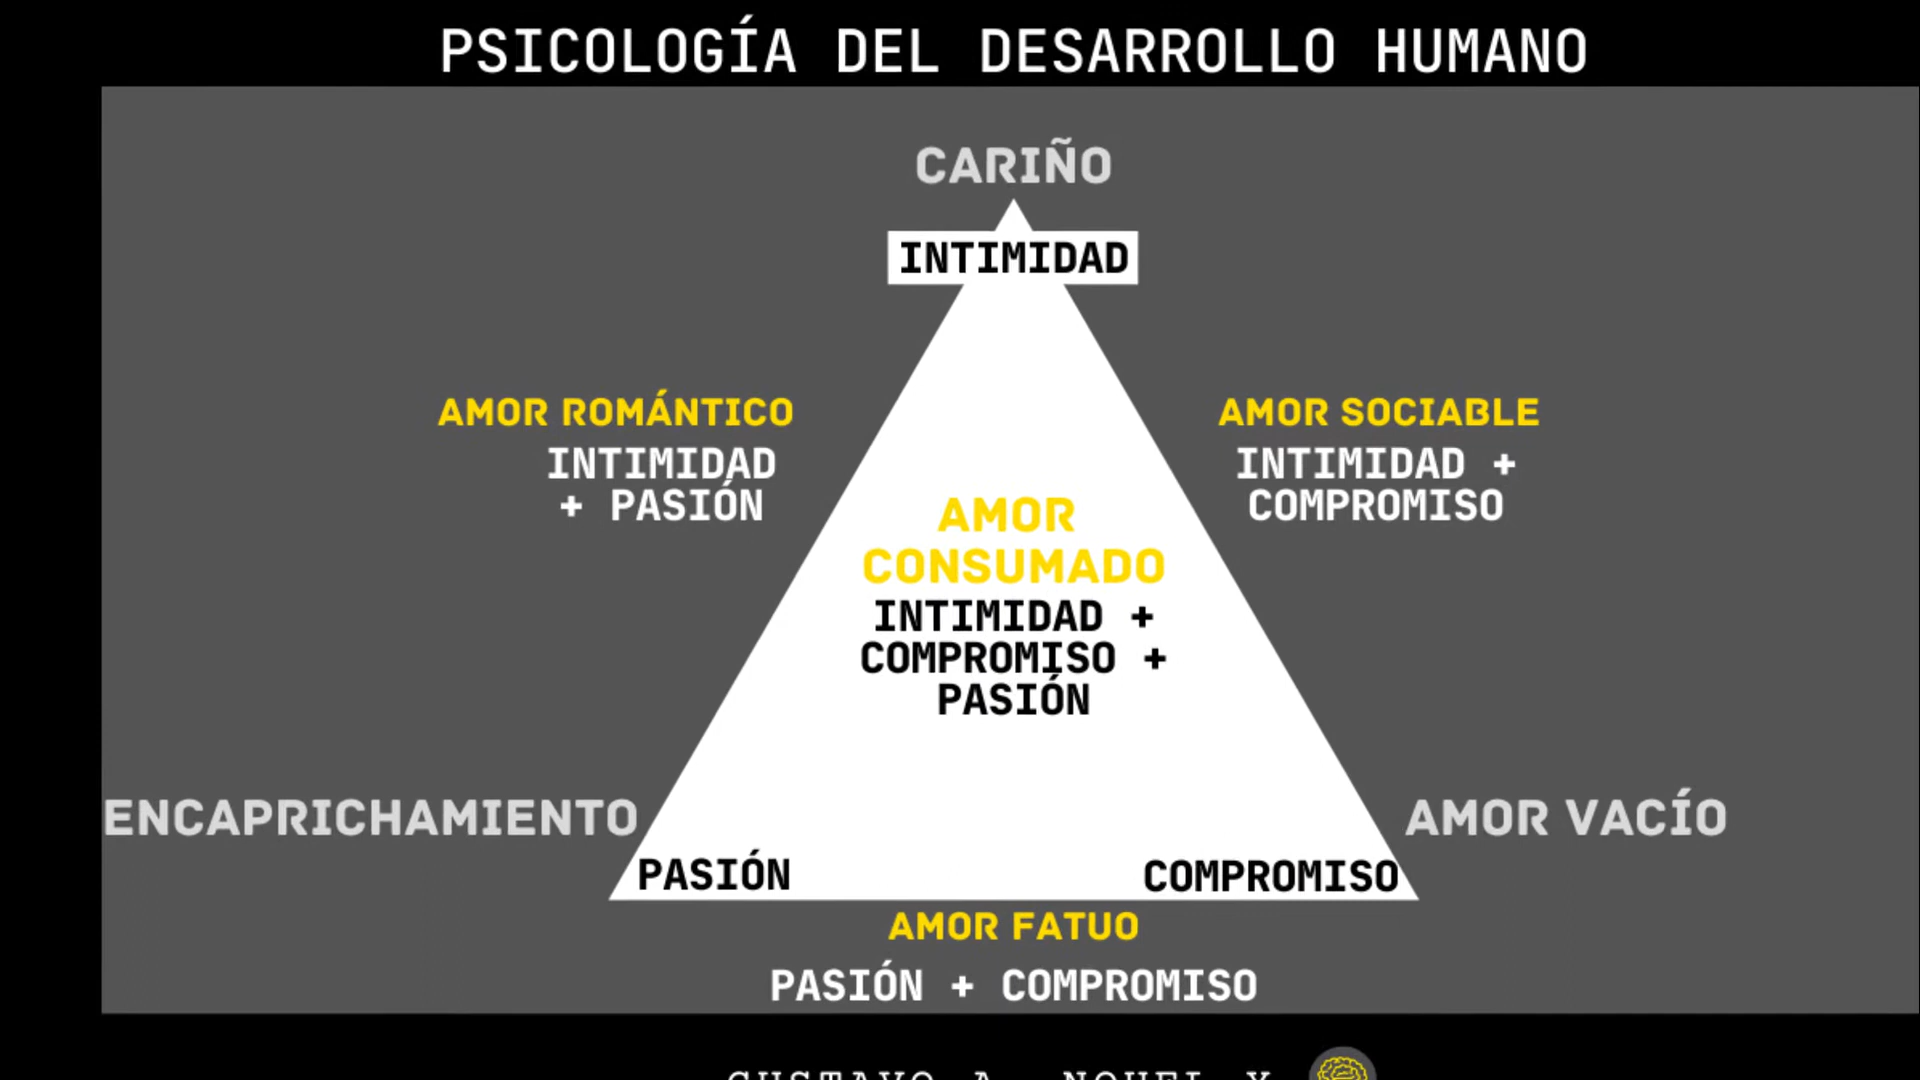 PSICOLOGÍA DEL DESARROLLO HUMANO
CARIÑO
INTIMIDAD
AMOR ROMÁNTICO
INTIMIDAD
+ PASIÓN
AMOR SOCIABLE
INTIMIDAD +
COMPROMISO
AMOR
CONSUMADO
INTIMIDAD +
COMPROMISO +
PASIÓN
ENCAPRICHAMIENTO
AMOR VACÍO
PASIÓN
COMPROMISO
AMOR FATUO
PASIÓN + COMPROMISO
GUSTAVO A.